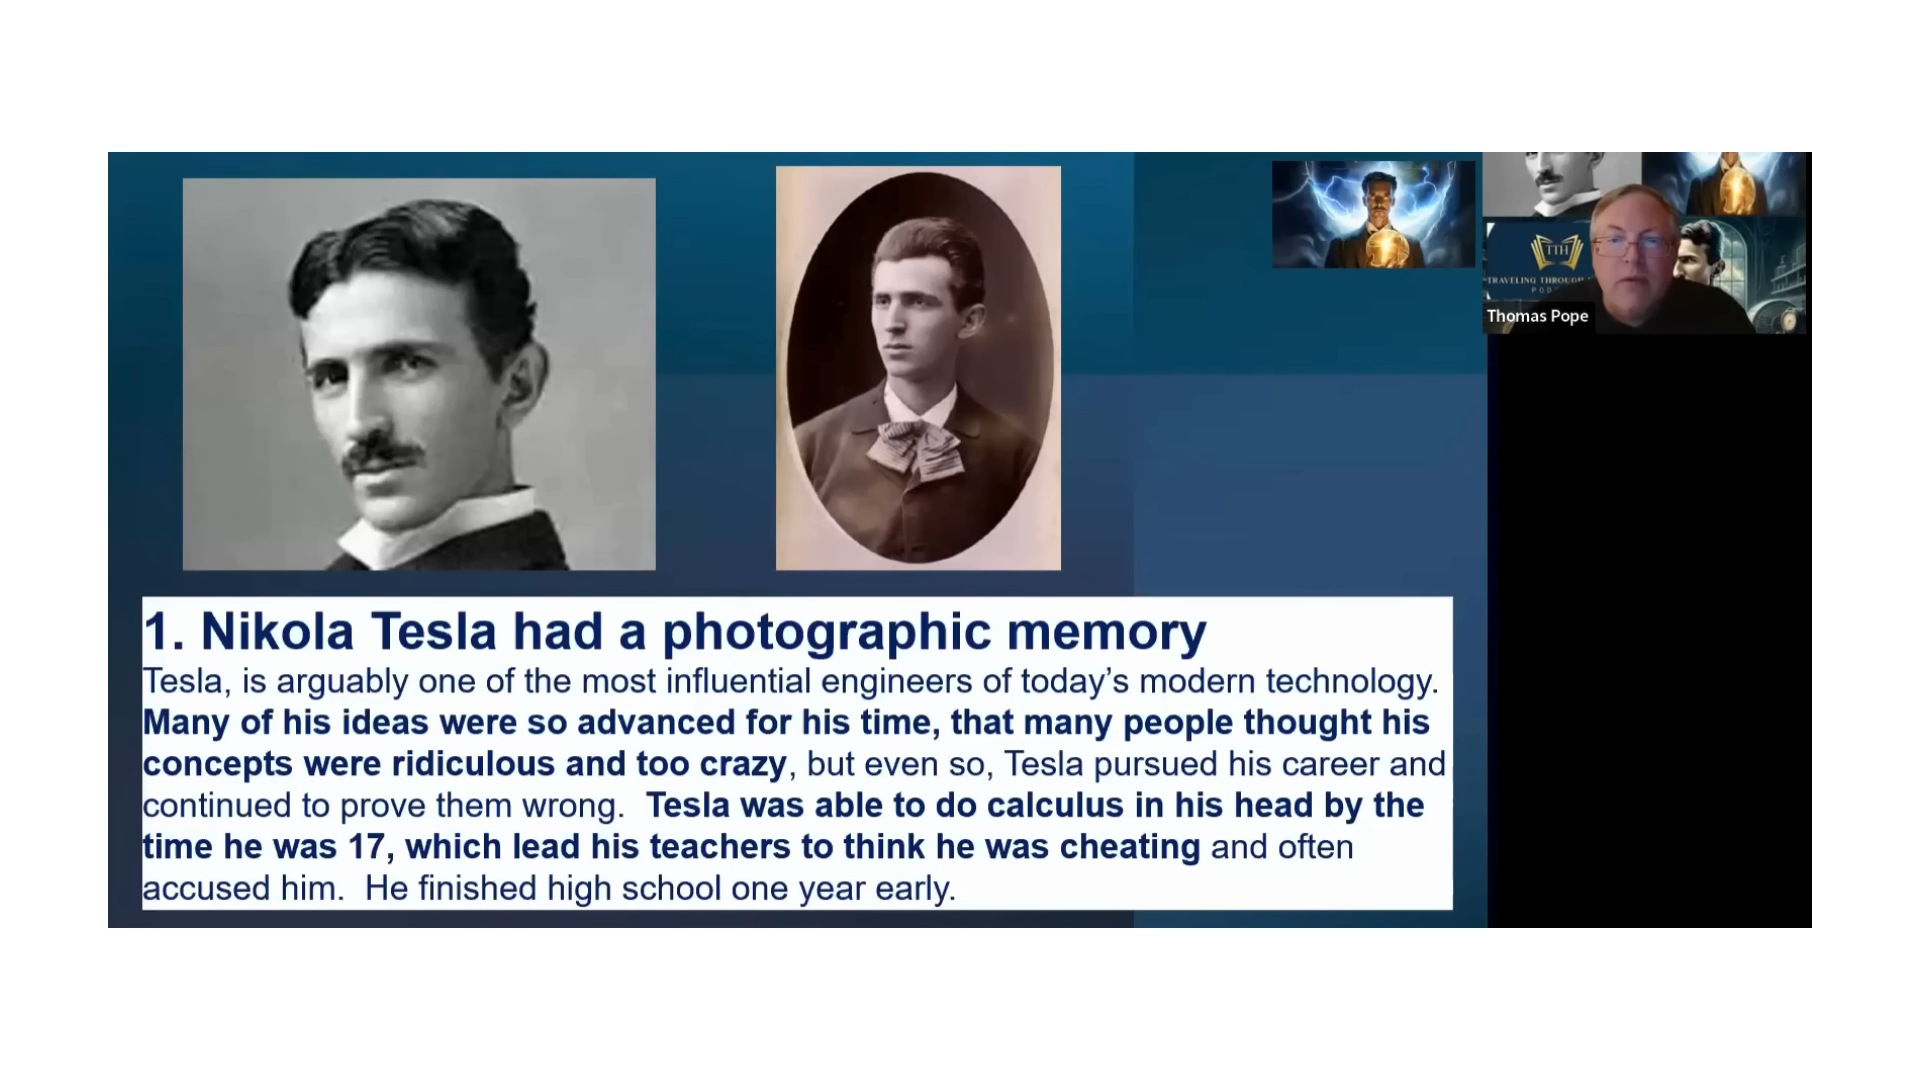 TTH
TRAVELING THROUGH
POD
Thomas Pope
1. Nikola Tesla had a photographic memory
Tesla, is arguably one of the most influential engineers of today’s modern technology.
Many of his ideas were so advanced for his time, that many people thought his
concepts were ridiculous and too crazy, but even so, Tesla pursued his career and
continued to prove them wrong.  Tesla was able to do calculus in his head by the
time he was 17, which lead his teachers to think he was cheating and often
accused him.  He finished high school one year early.